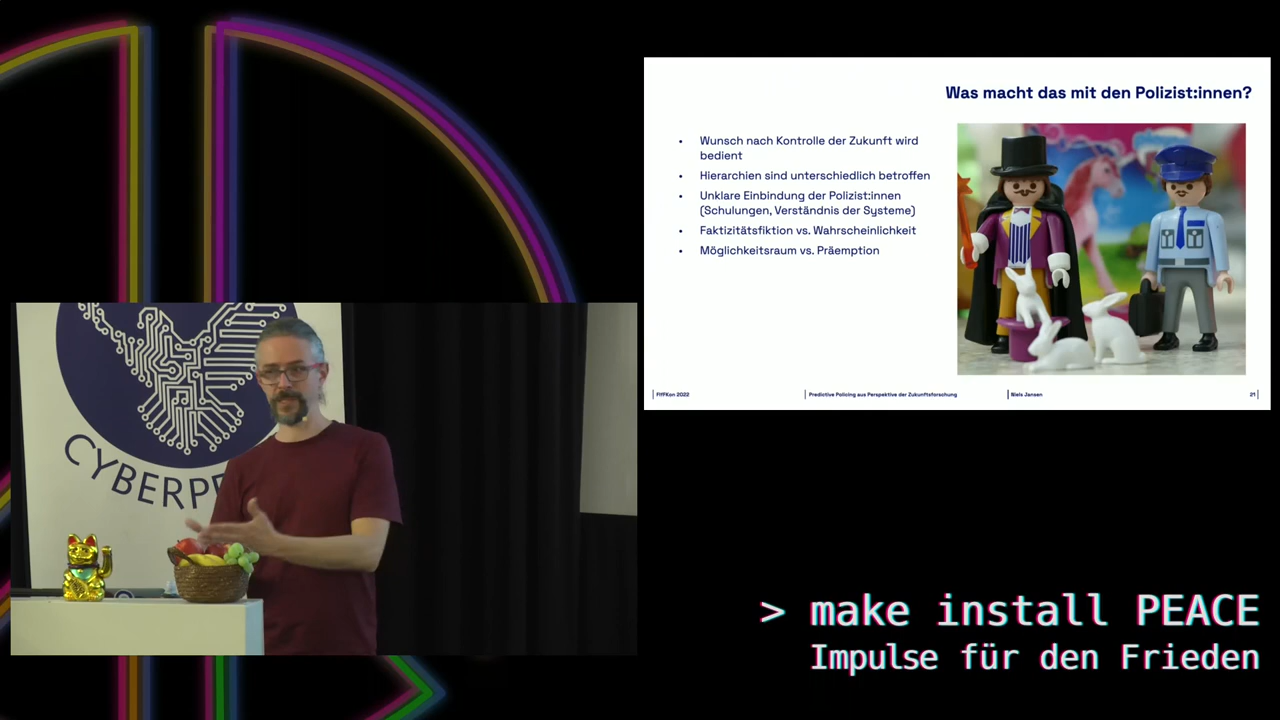 Was macht das mit den Polizist:innen?
• Wunsch nach Kontrolle der Zukunft wird
bedient
• Hierarchien sind unterschiedlich betroffen
• Unklare Einbindung der Polizist:innen
(Schulungen, Verständnis der Systeme)
• Faktizitätsfiktion vs. Wahrscheinlichkeit
• Möglichkeitsraum vs. Präemption
FIfFKon 2022
Predictive Policing aus Perspektive der Zukunftsforschung
Niels Jansen
21
CYBERPE
> make install PEACE
Impulse für den Frieden